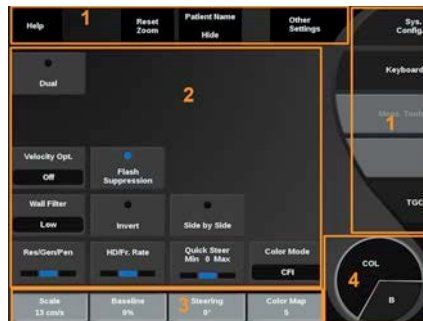 1
Help
Reset
Zoom
Patient Name
Hide
Other
Settings
Sys.
Config.
Keyboard
Meas. Tools
1
TGC
2
Dual
Velocity Opt.
Off
Flash
Suppression
Wall Filter
Low
Invert
Side by Side
Res/Gen/Pen
HD/Fr. Rate
Quick Steer
Min 0 Max
Color Mode
CFI
3
Scale
13 cm/s
Baseline
0%
Steering
0°
Color Map
5
4
COL
B